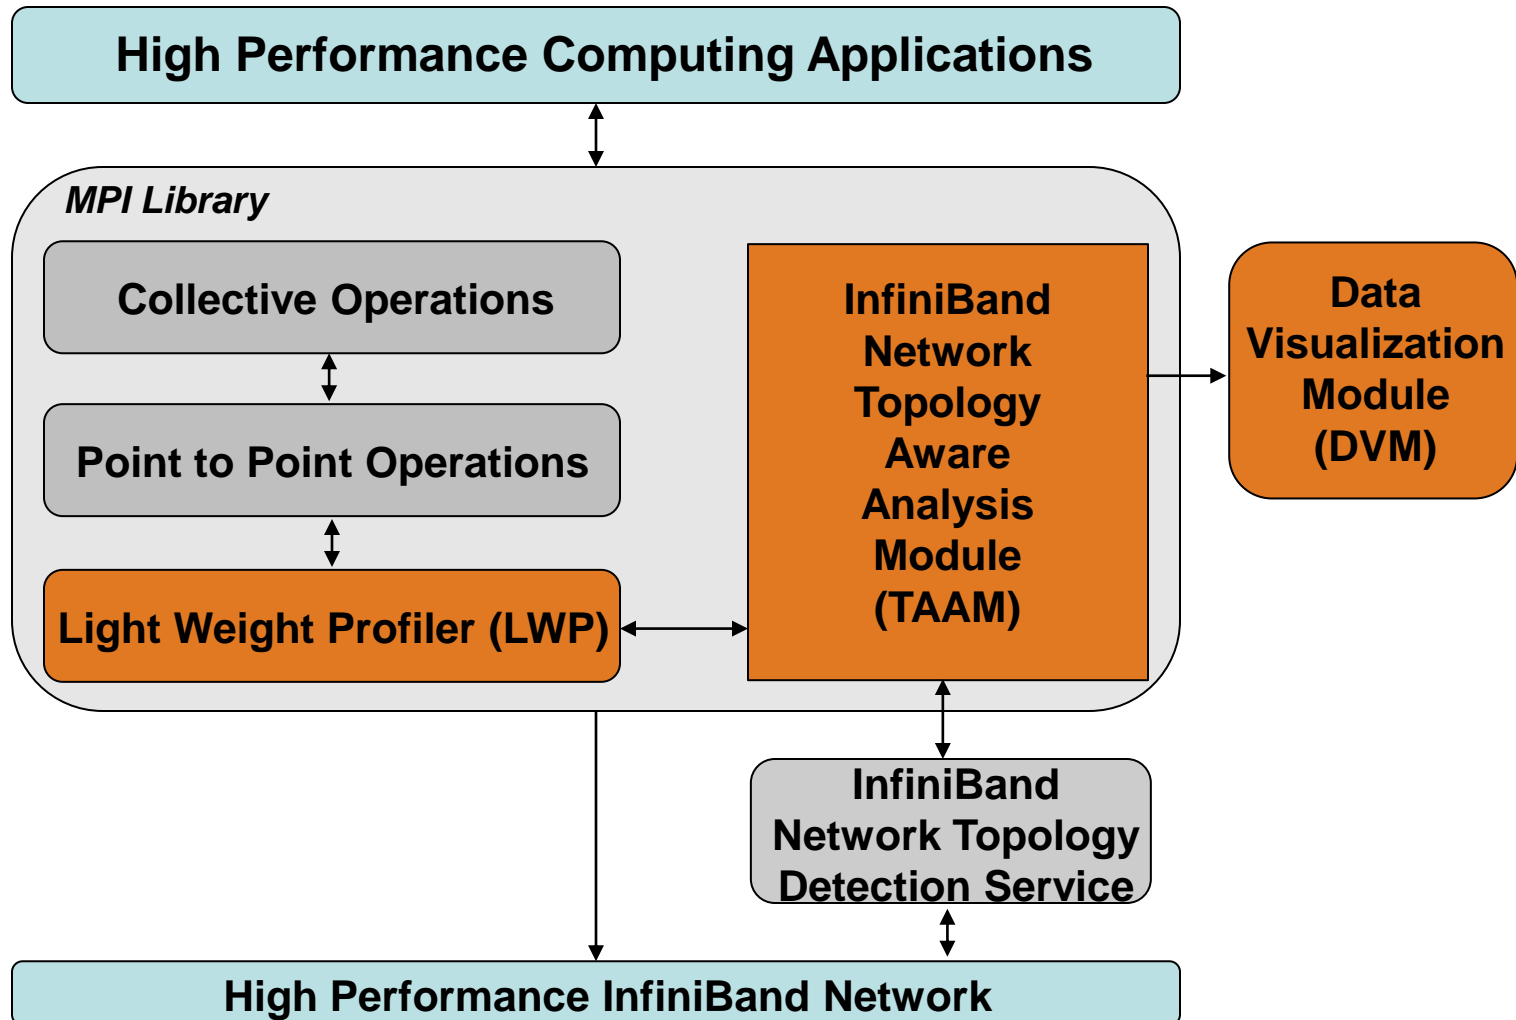 High Performance Computing Applications
MPI Library
Collective Operations
Point to Point Operations
Light Weight Profiler (LWP)
InfiniBand
Network
Topology
Aware
Analysis
Module
(TAAM)
Data
Visualization
Module
(DVM)
InfiniBand
Network Topology
Detection Service
High Performance InfiniBand Network